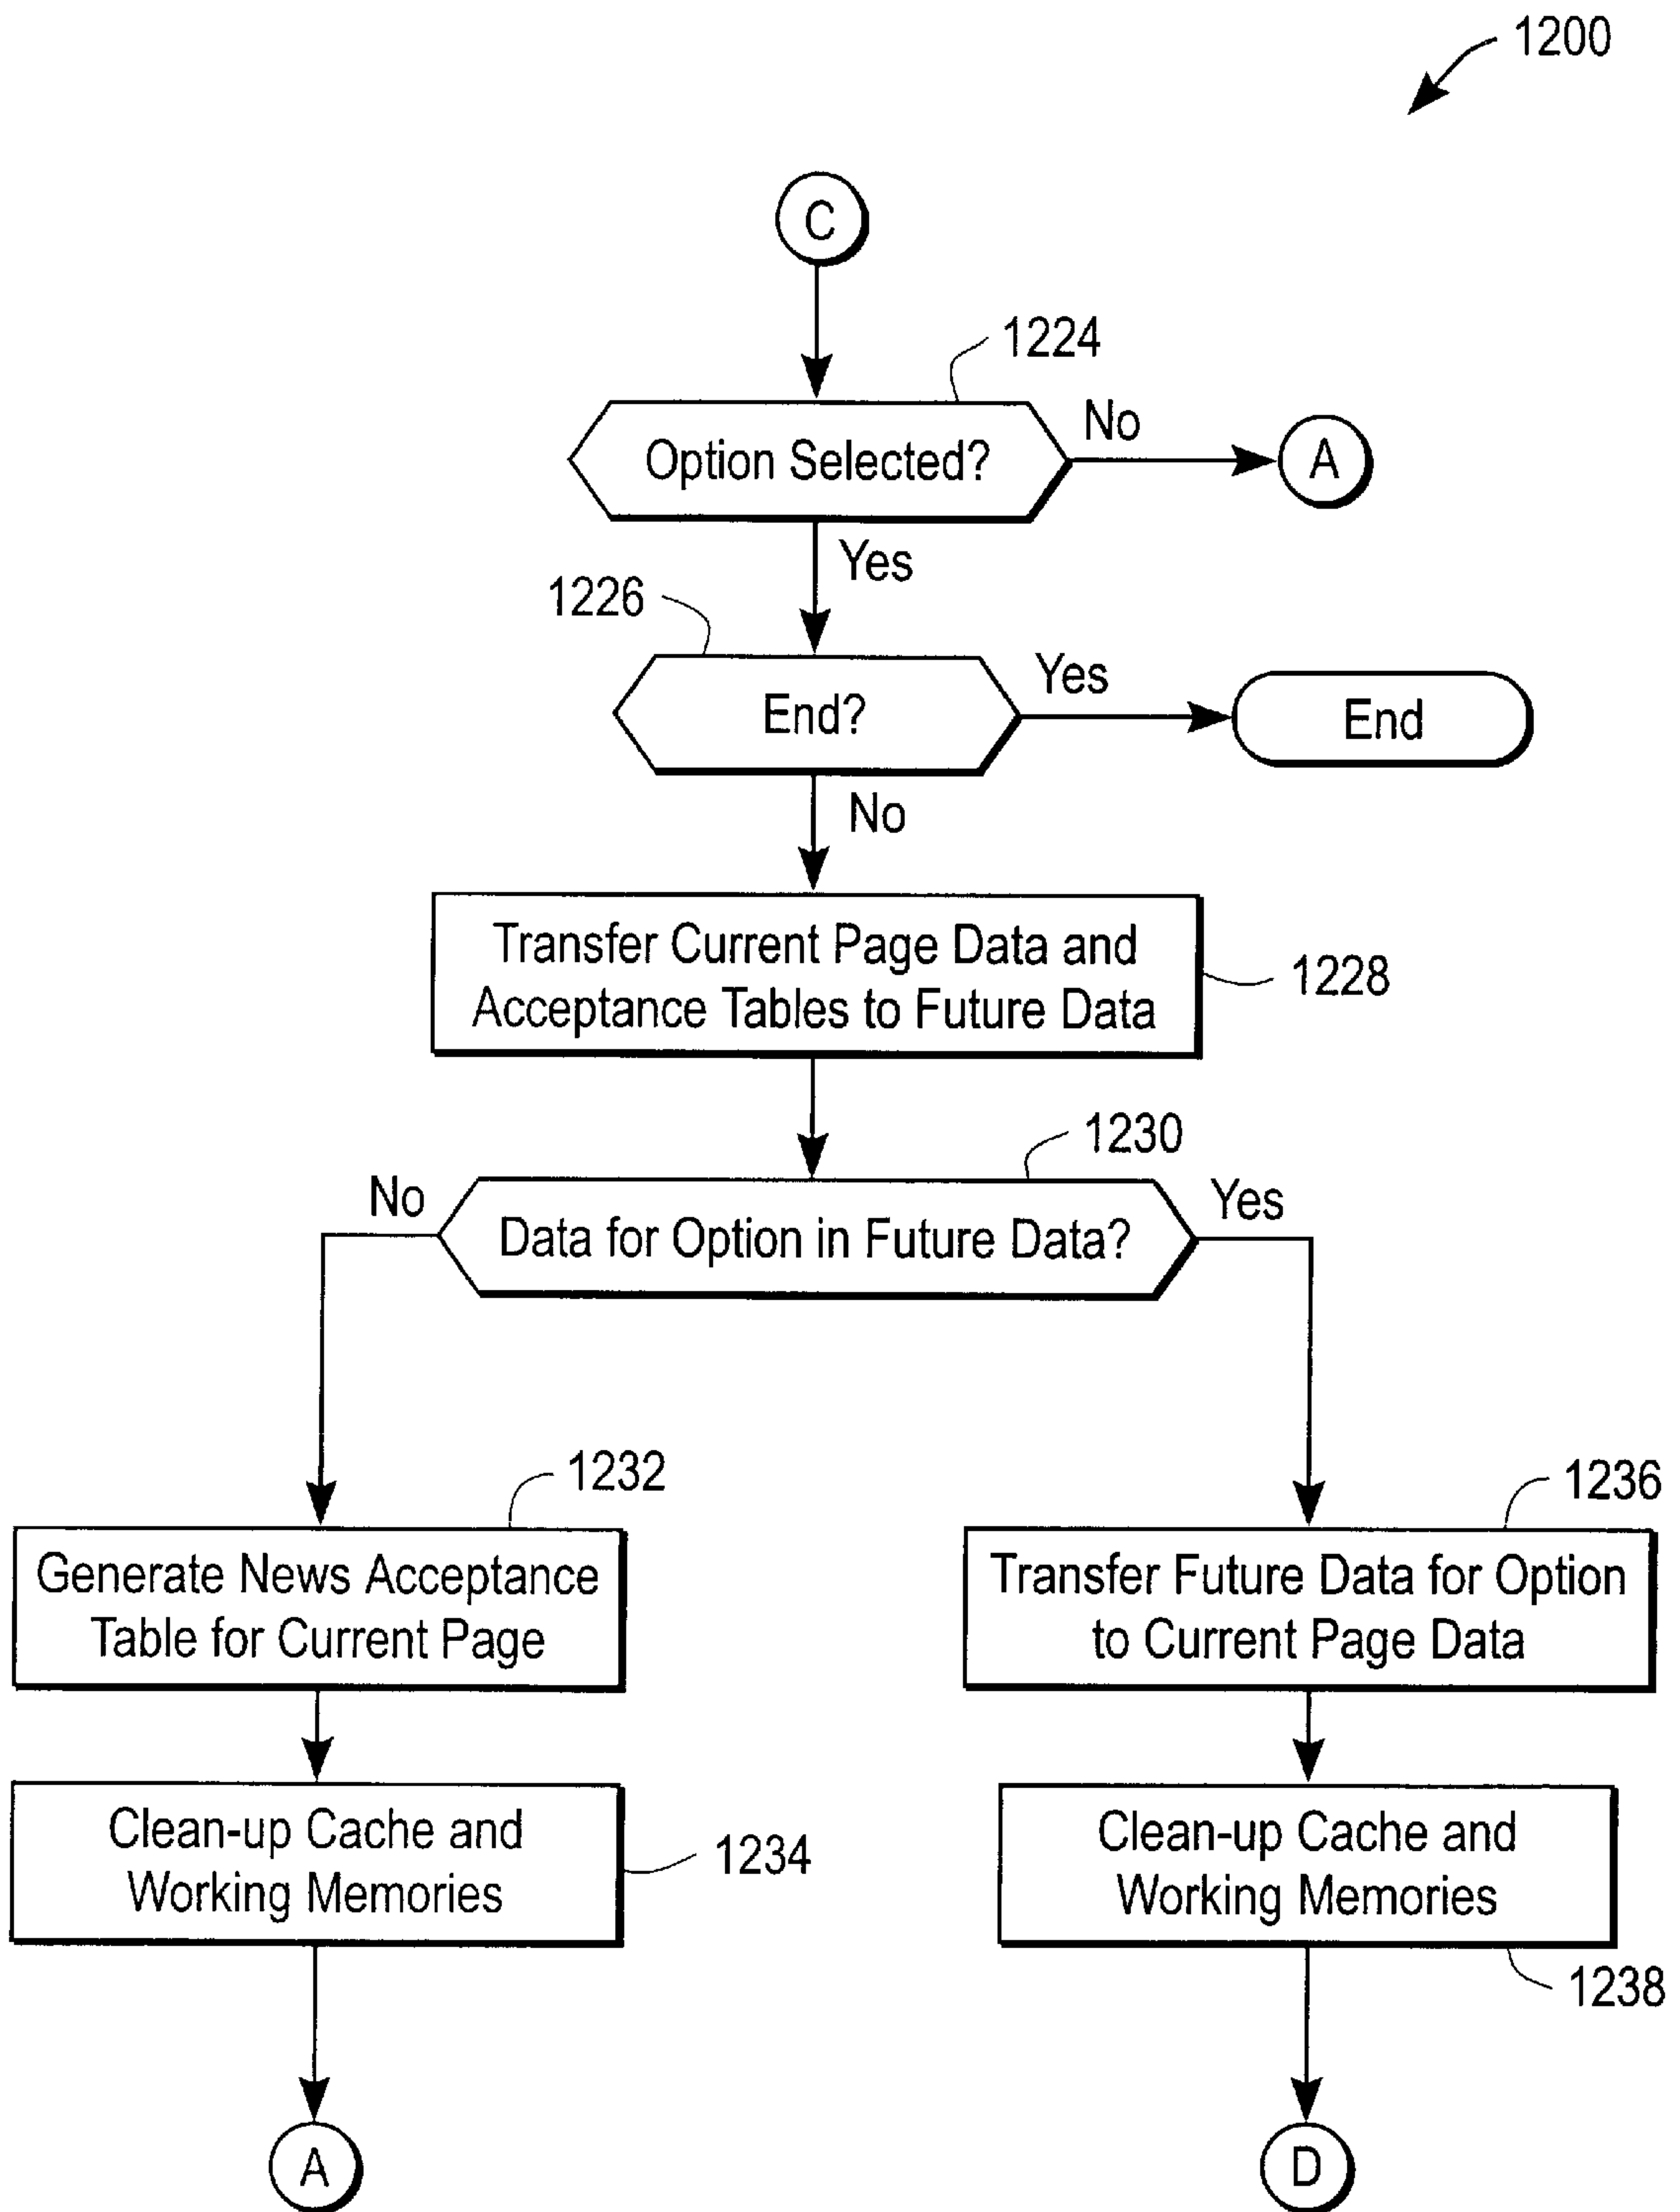 1200
C
1224
Option Selected?
No
A
Yes
1226
End?
Yes
End
No
Transfer Current Page Data and
Acceptance Tables to Future Data
1228
1230
No
Data for Option in Future Data?
Yes
1232
Generate News Acceptance
Table for Current Page
1236
Transfer Future Data for Option
to Current Page Data
Clean-up Cache and
Working Memories
1234
Clean-up Cache and
Working Memories
1238
A
D